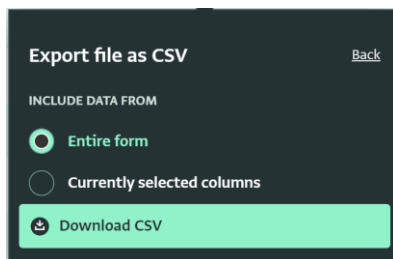 Export file as CSV
Back
INCLUDE DATA FROM
Entire form
Currently selected columns
Download CSV